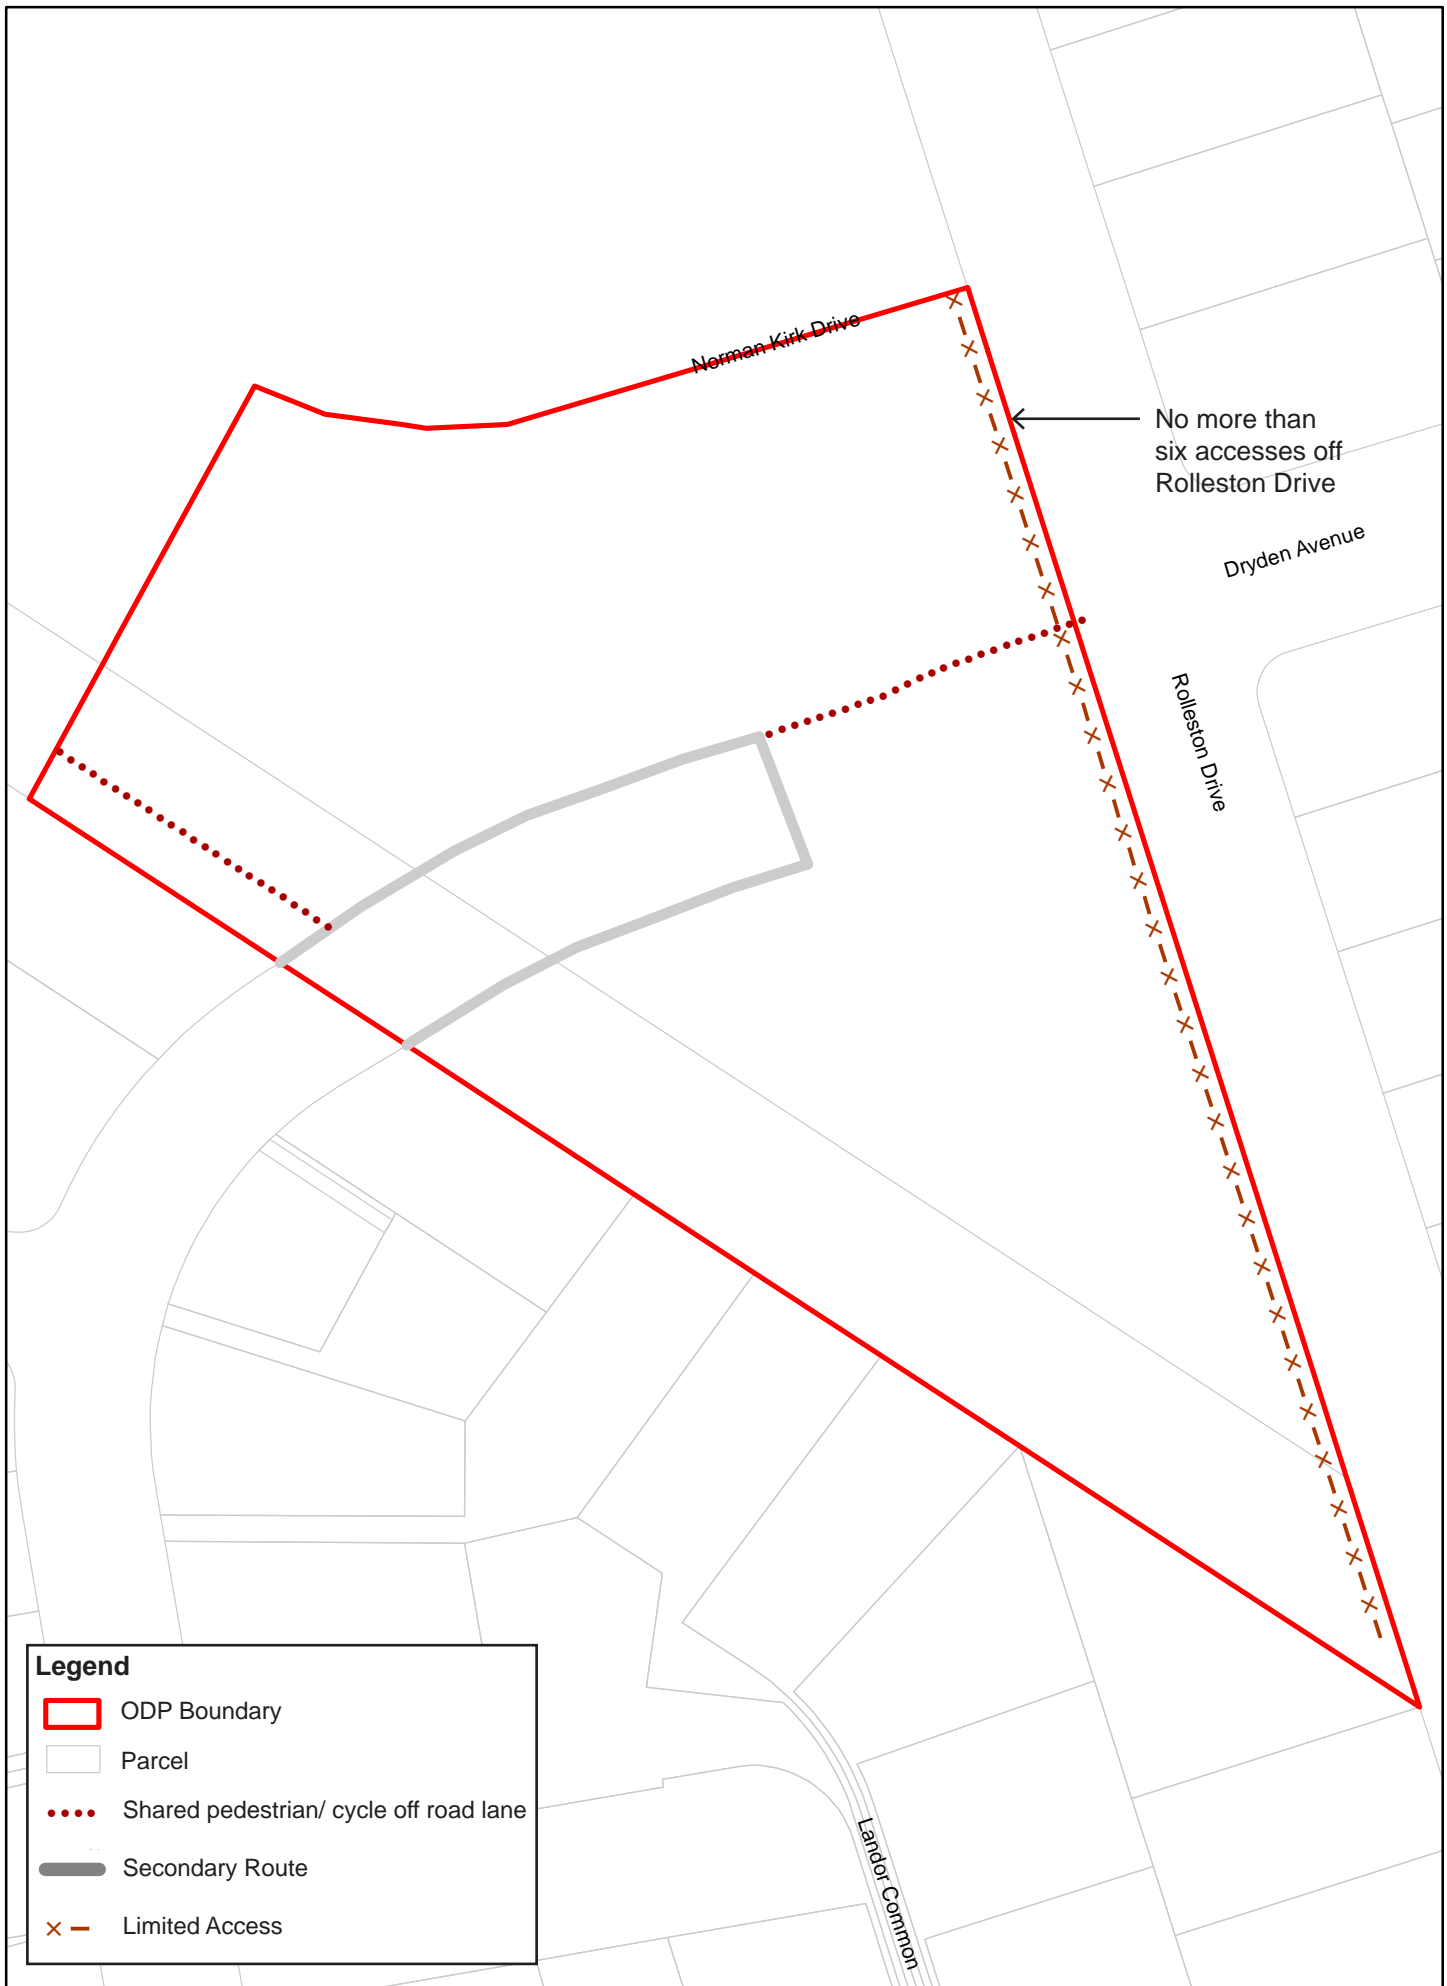 Norman Kirk Drive
No more than
six accesses off
Rolleston Drive
Dryden Avenue
Rolleston Drive
Legend
ODP Boundary
Parcel
Shared pedestrian/ cycle off road lane
Secondary Route
Limited Access
Landor Common